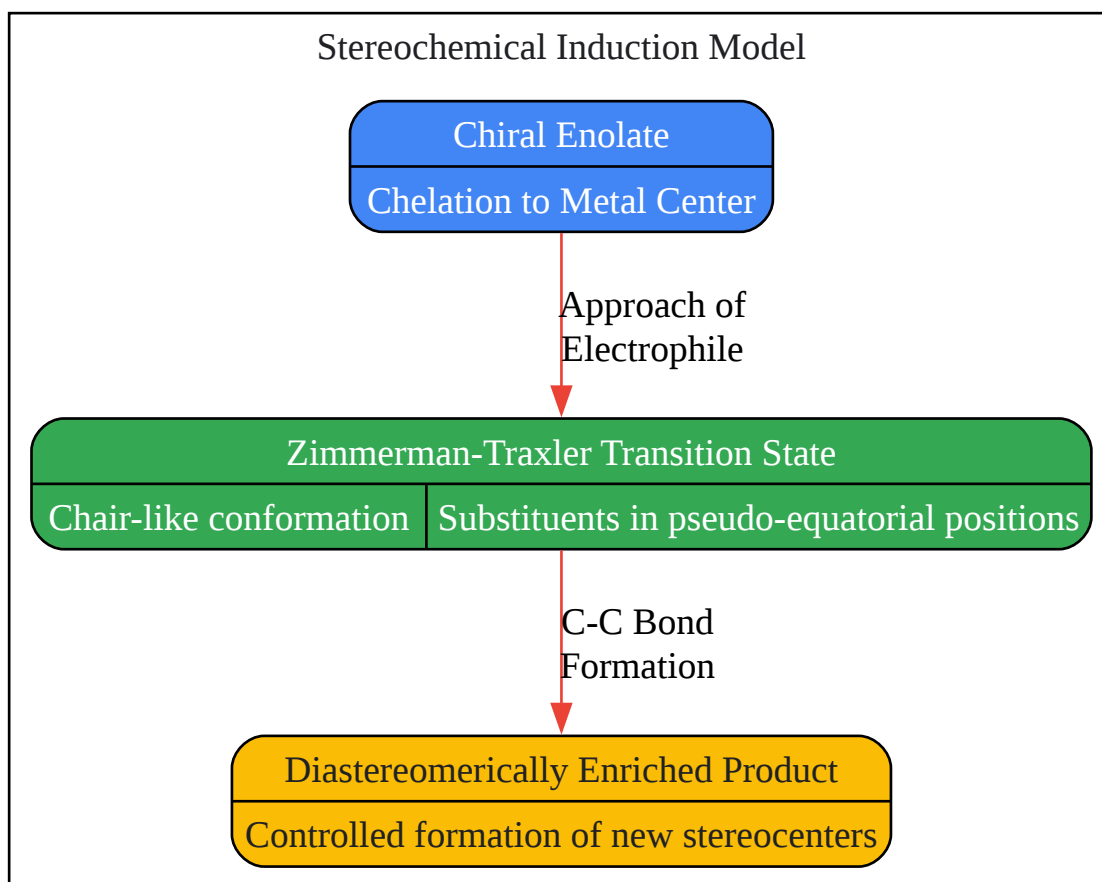 Stereochemical Induction Model
Chiral Enolate
Chelation to Metal Center
Approach of
Electrophile
Zimmerman-Traxler Transition State
Chair-like conformation
Substituents in pseudo-equatorial positions
C-C Bond
Formation
Diastereomerically Enriched Product
Controlled formation of new stereocenters